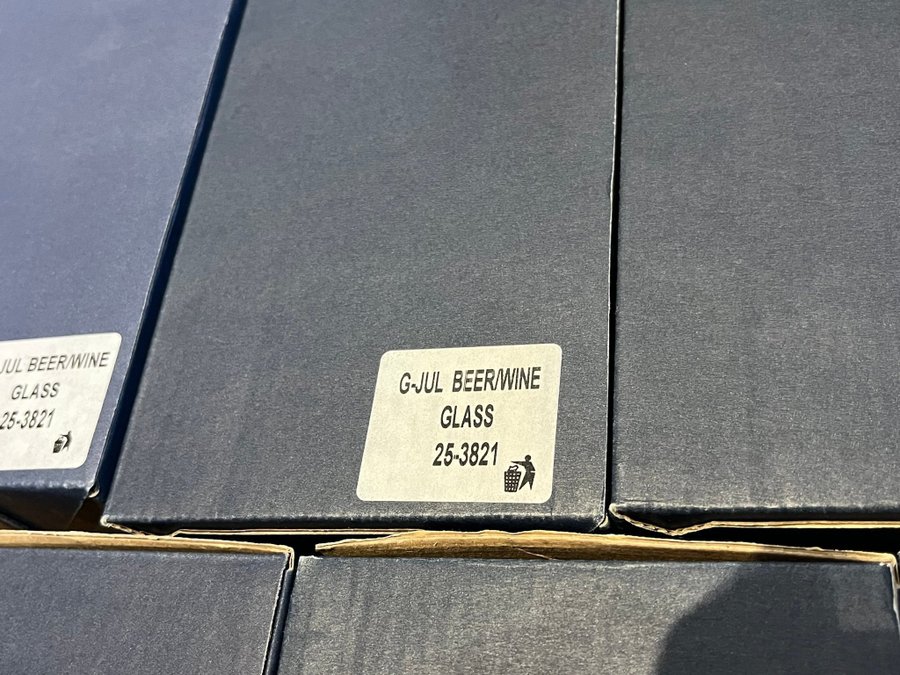 JUL BEER/WINE
GLASS
25-3821
G-JUL BEER/WINE
GLASS
25-3821